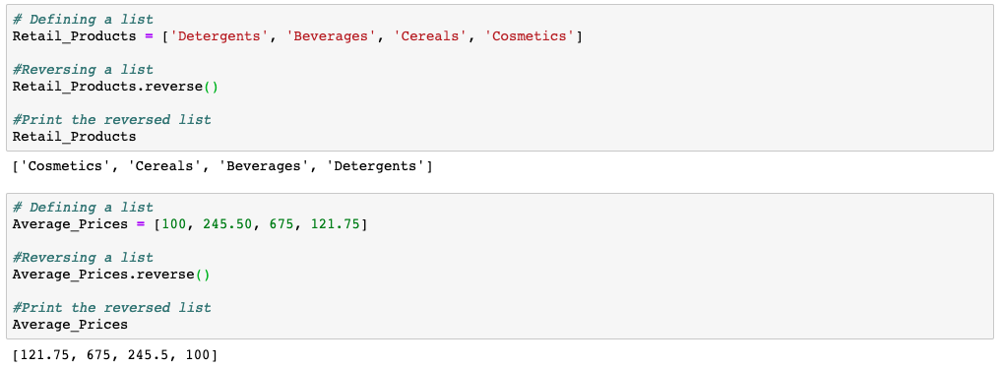 # Defining a list
Retail_Products = ['Detergents', 'Beverages', 'Cereals', 'Cosmetics']
#Reversing a list
Retail_Products.reverse()
#Print the reversed list
Retail_Products
['Cosmetics', 'Cereals', 'Beverages', 'Detergents']
# Defining a list
Average_Prices = [100, 245.50, 675, 121.75]
#Reversing a list
Average_Prices.reverse()
#Print the reversed list
Average_Prices
[121.75, 675, 245.5, 100]